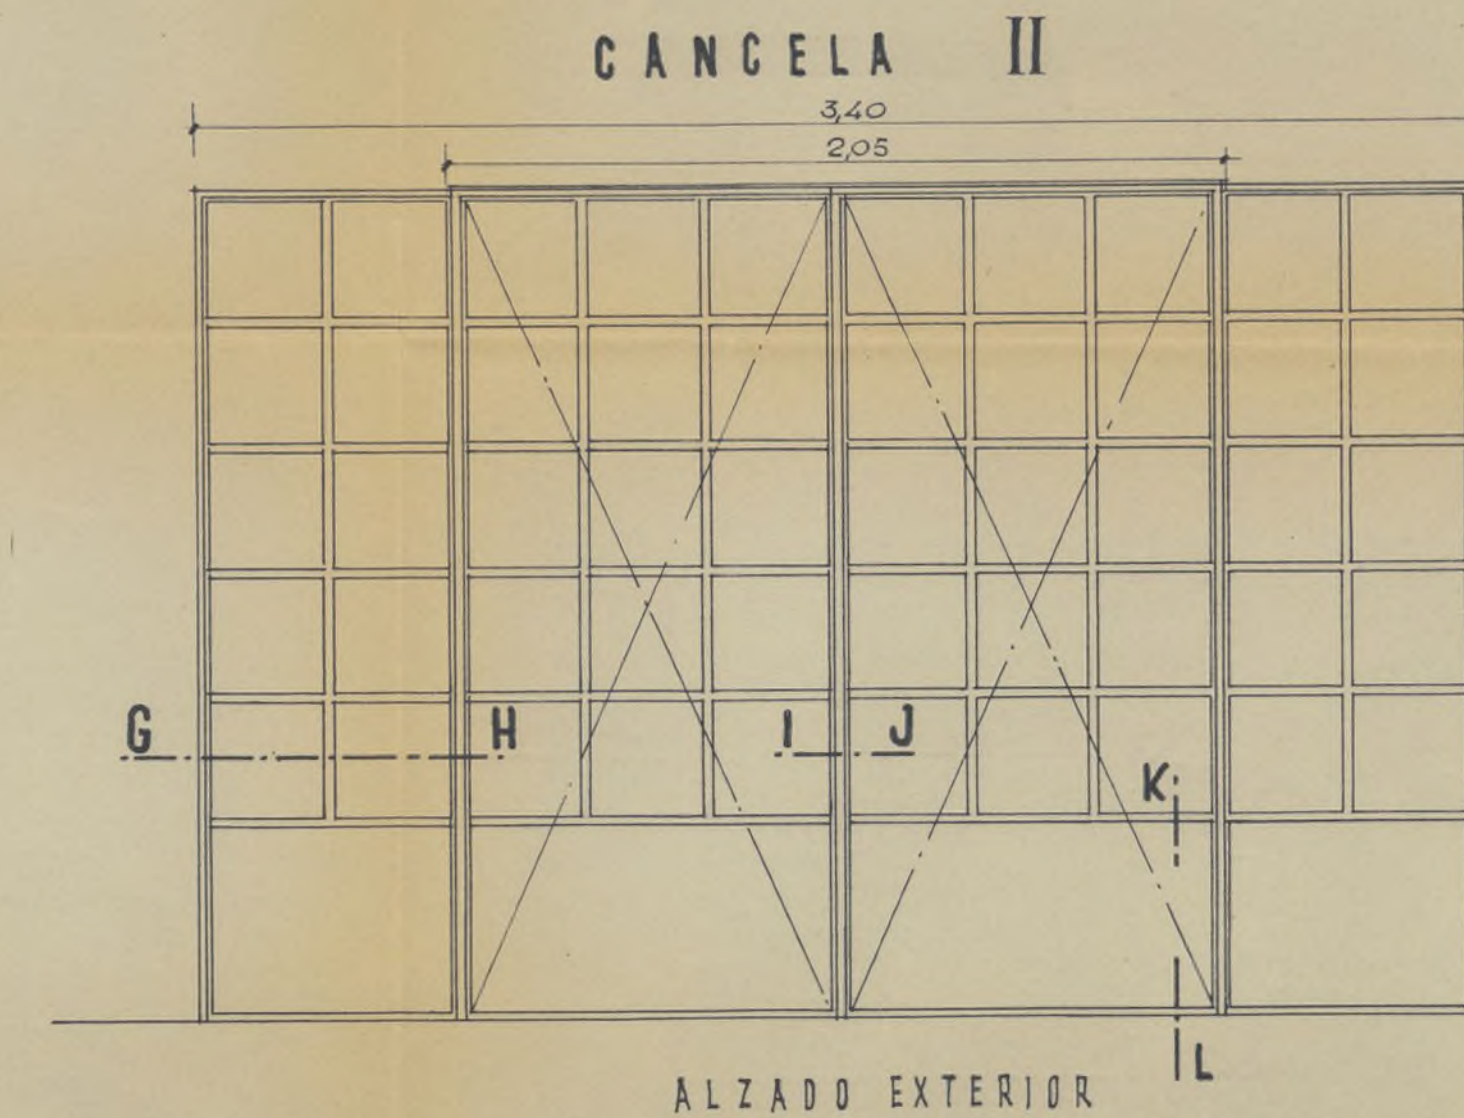 CANCELA II
3,40
2,05
G H I J
K
L
ALZADO EXTERIOR